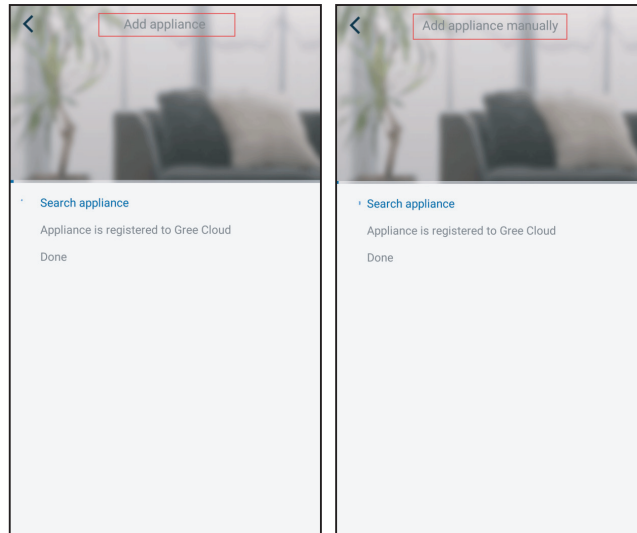 Add appliance
Search appliance
Appliance is registered to Gree Cloud
Done
Add appliance manually
Search appliance
Appliance is registered to Gree Cloud
Done